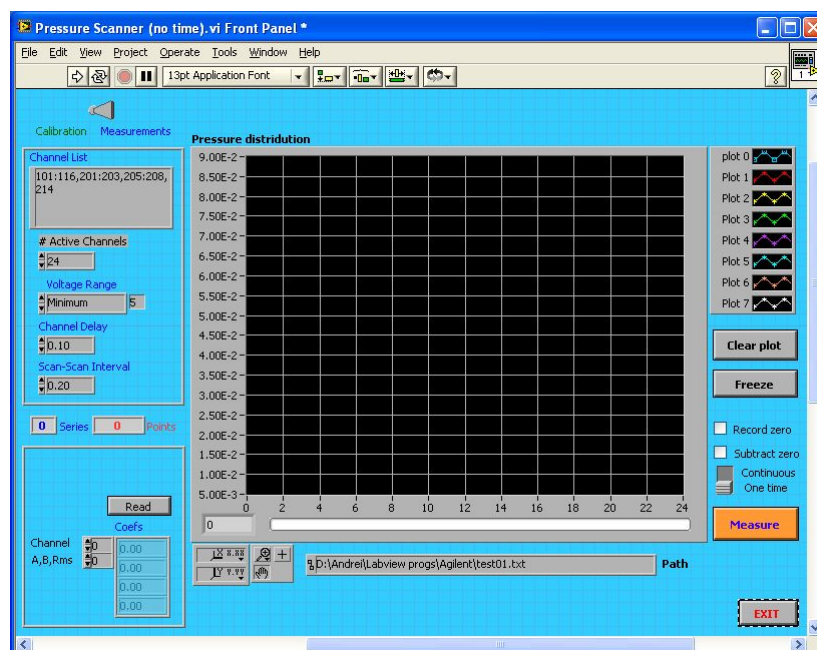 Pressure Scanner (no time).vi Front Panel *
File Edit View Project Operate Tools Window Help
13pt Application Font
?
1
Calibration Measurements
Channel List
101:116,201:203,205:208,
214
# Active Channels
24
Voltage Range
Minimum 5
Channel Delay
0.10
Scan-Scan Interval
0.20
0 Series 0 Points
Read
Coefs
Channel 0 0.00
A,B,Rms 0 0.00
0.00
0.00
Pressure distridution
9.00E-2
8.50E-2
8.00E-2
7.50E-2
7.00E-2
6.50E-2
6.00E-2
5.50E-2
5.00E-2
4.50E-2
4.00E-2
3.50E-2
3.00E-2
2.50E-2
2.00E-2
1.50E-2
1.00E-2
5.00E-3
0 2 4 6 8 10 12 14 16 18 20 22 24
0
X X.XX
Y Y.YY
D:\Andrei\Labview progs\Agilent\test01.txt Path
plot 0
Plot 1
Plot 2
Plot 3
Plot 4
Plot 5
Plot 6
Plot 7
Clear plot
Freeze
Record zero
Subtract zero
Continuous
One time
Measure
EXIT